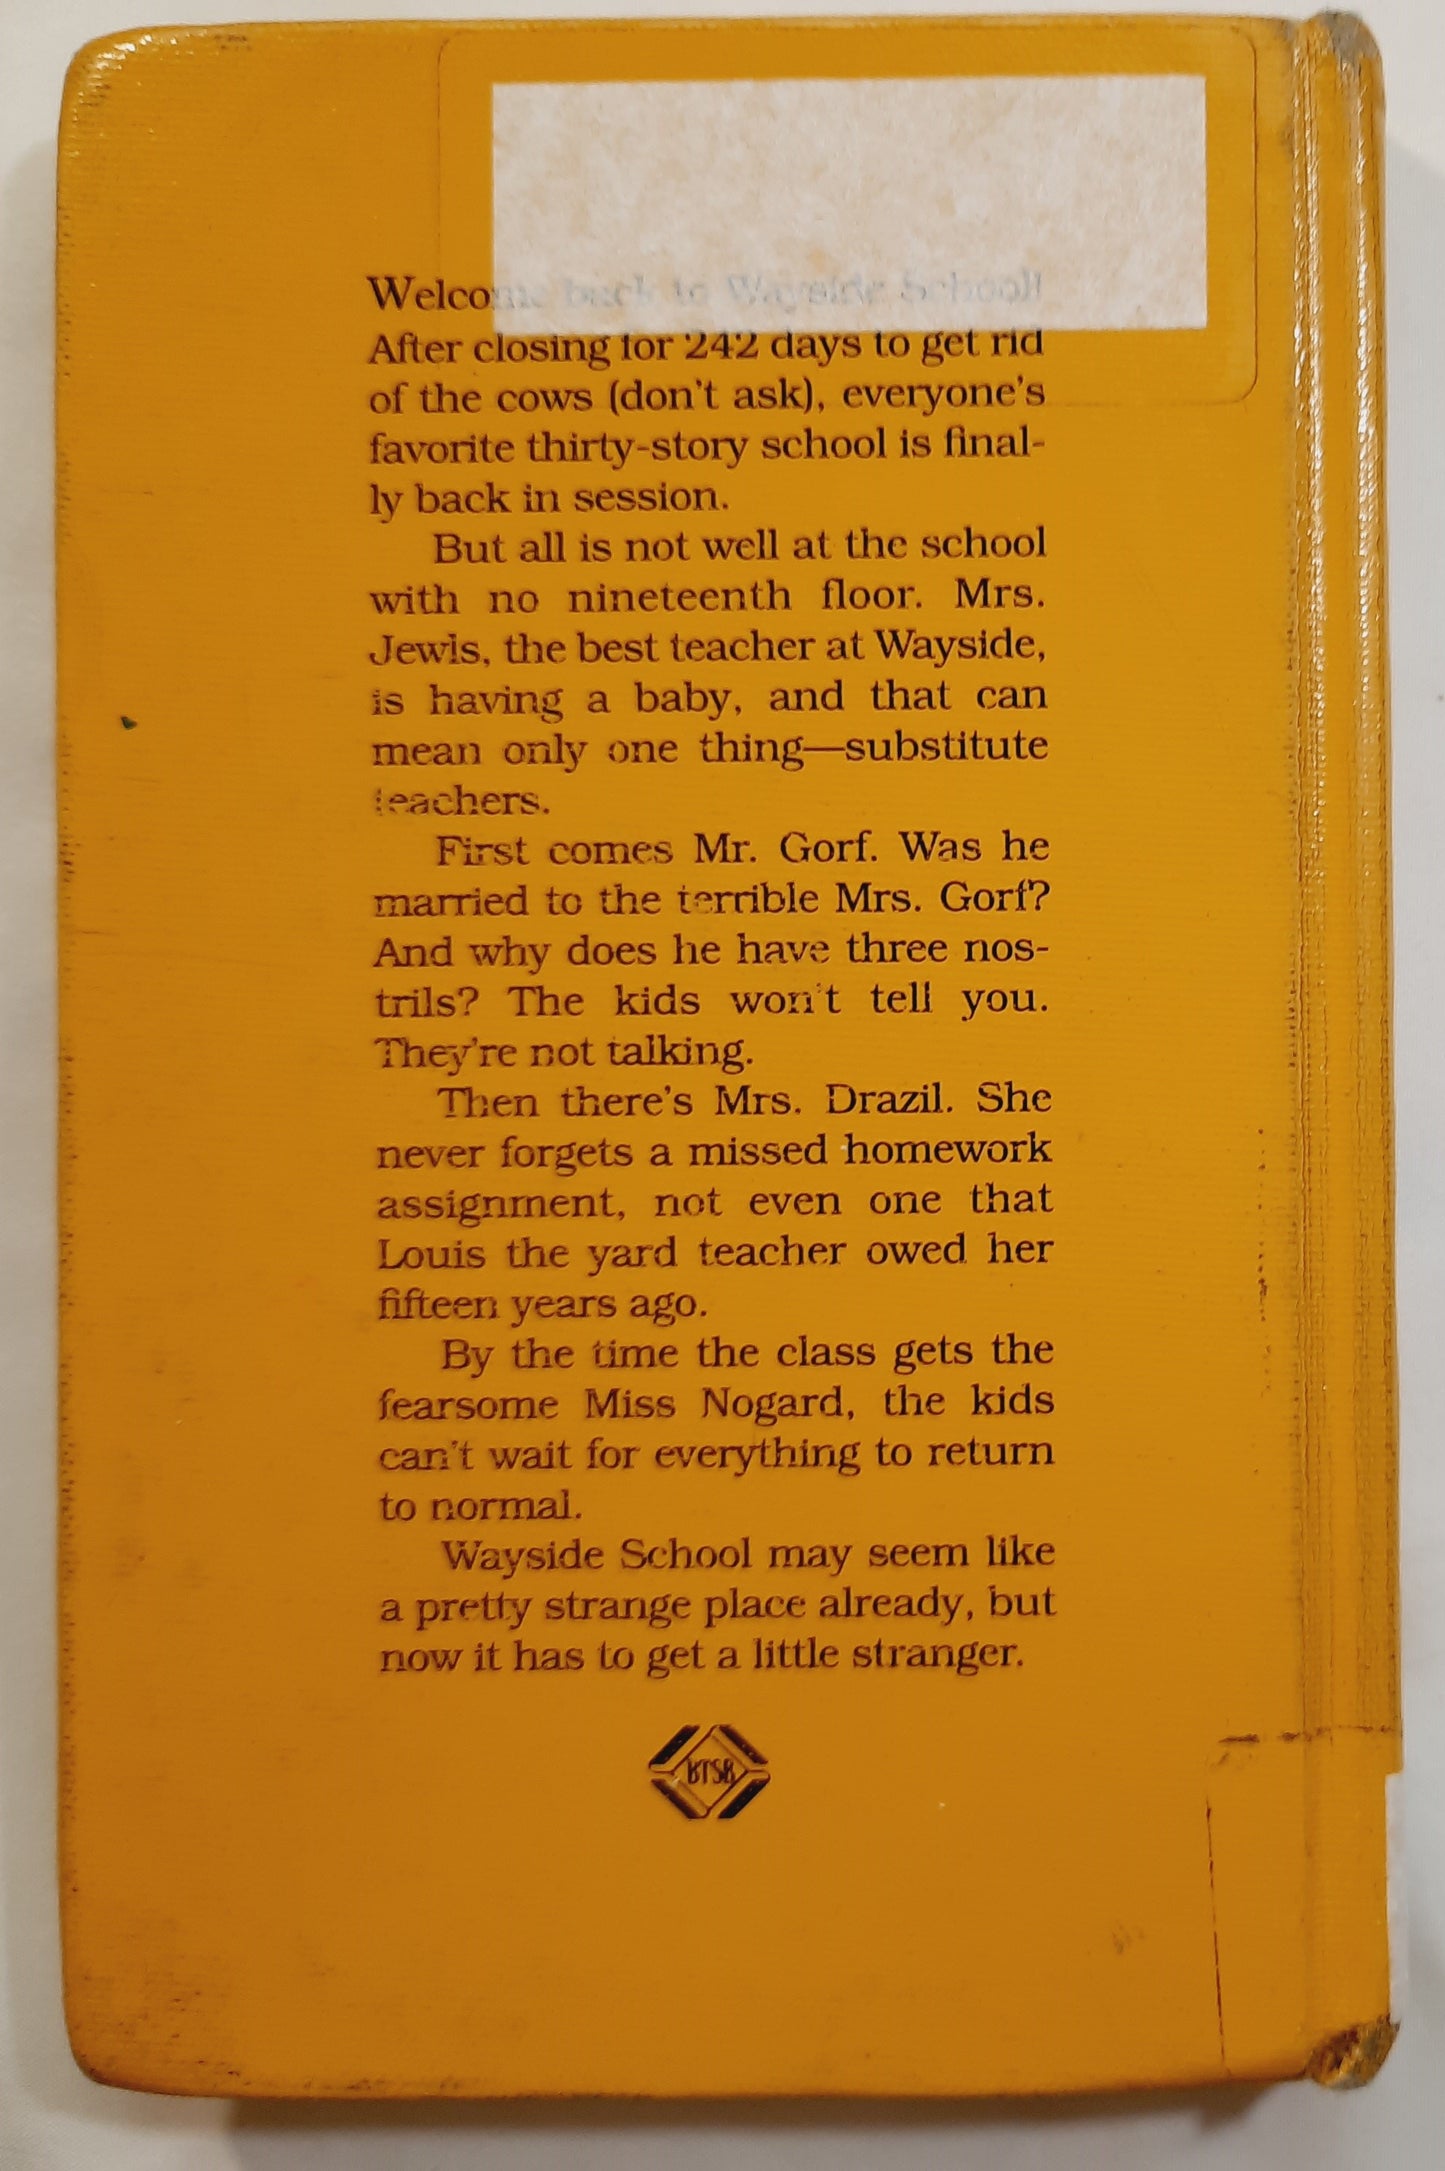 Welcome back to Wayside School!
After closing for 242 days to get rid
of the cows (don't ask), everyone's
favorite thirty-story school is final-
ly back in session.
But all is not well at the school
with no nineteenth floor. Mrs.
Jewls, the best teacher at Wayside,
is having a baby, and that can
mean only one thing—substitute
teachers.
First comes Mr. Gorf. Was he
married to the terrible Mrs. Gorf?
And why does he have three nos-
trils? The kids won't tell you.
They're not talking.
Then there's Mrs. Drazil. She
never forgets a missed homework
assignment, not even one that
Louis the yard teacher owed her
fifteen years ago.
By the time the class gets the
fearsome Miss Nogard, the kids
can't wait for everything to return
to normal.
Wayside School may seem like
a pretty strange place already, but
now it has to get a little stranger.
BTSB